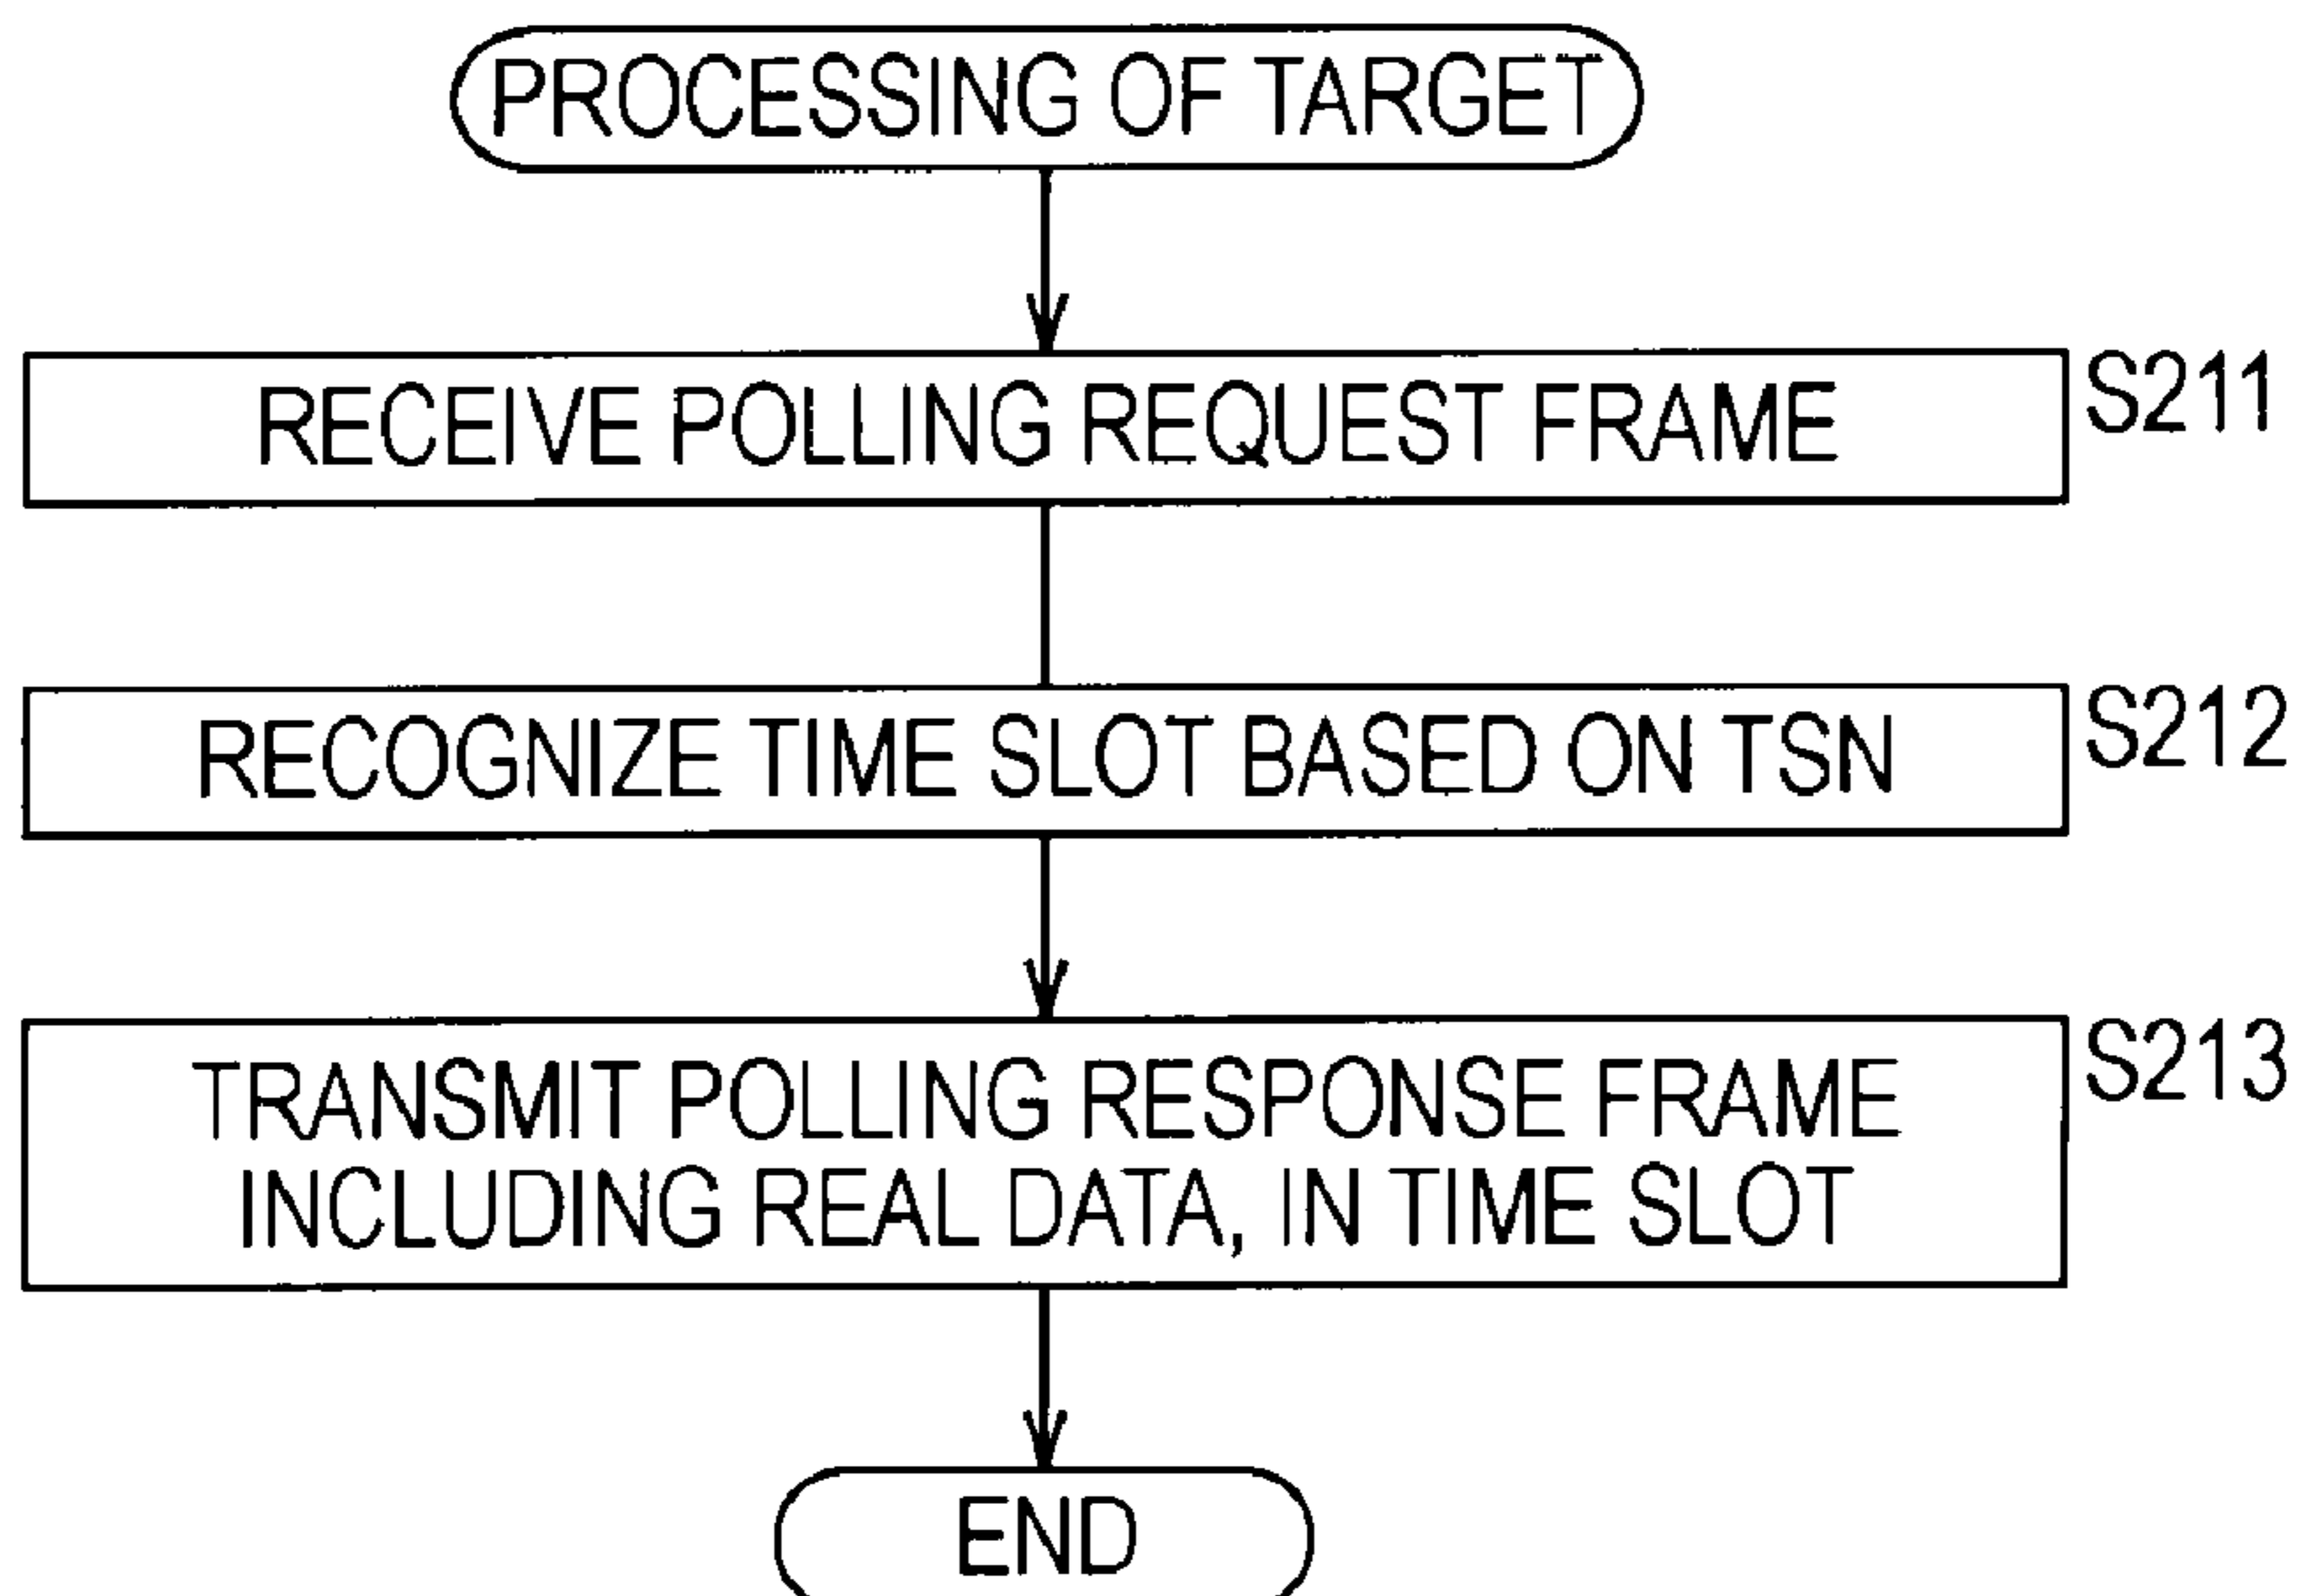 PROCESSING OF TARGET
RECEIVE POLLING REQUEST FRAME
S211
RECOGNIZE TIME SLOT BASED ON TSN
S212
TRANSMIT POLLING RESPONSE FRAME
INCLUDING REAL DATA, IN TIME SLOT
S213
END